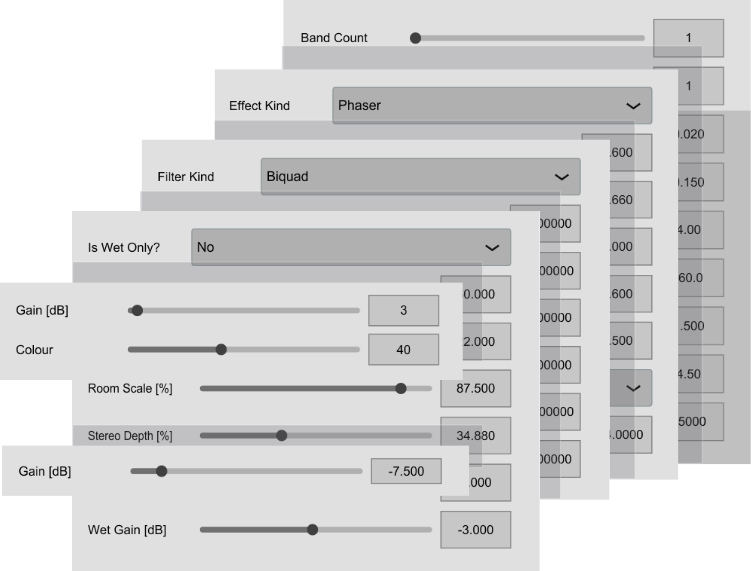 Band Count 1
1
Effect Kind Phaser
.020
.600
Filter Kind Biquad
.150
.660
00000
4.00
Is Wet Only? No
.000
00000
60.0
0.000
.600
Gain [dB] 3
00000
.500
2.000
.500
Colour 40
00000
4.50
Room Scale [%] 87.500
00000
5000
Stereo Depth [%] 34.880
.0000
00000
Gain [dB] -7.500
.000
Wet Gain [dB] -3.000